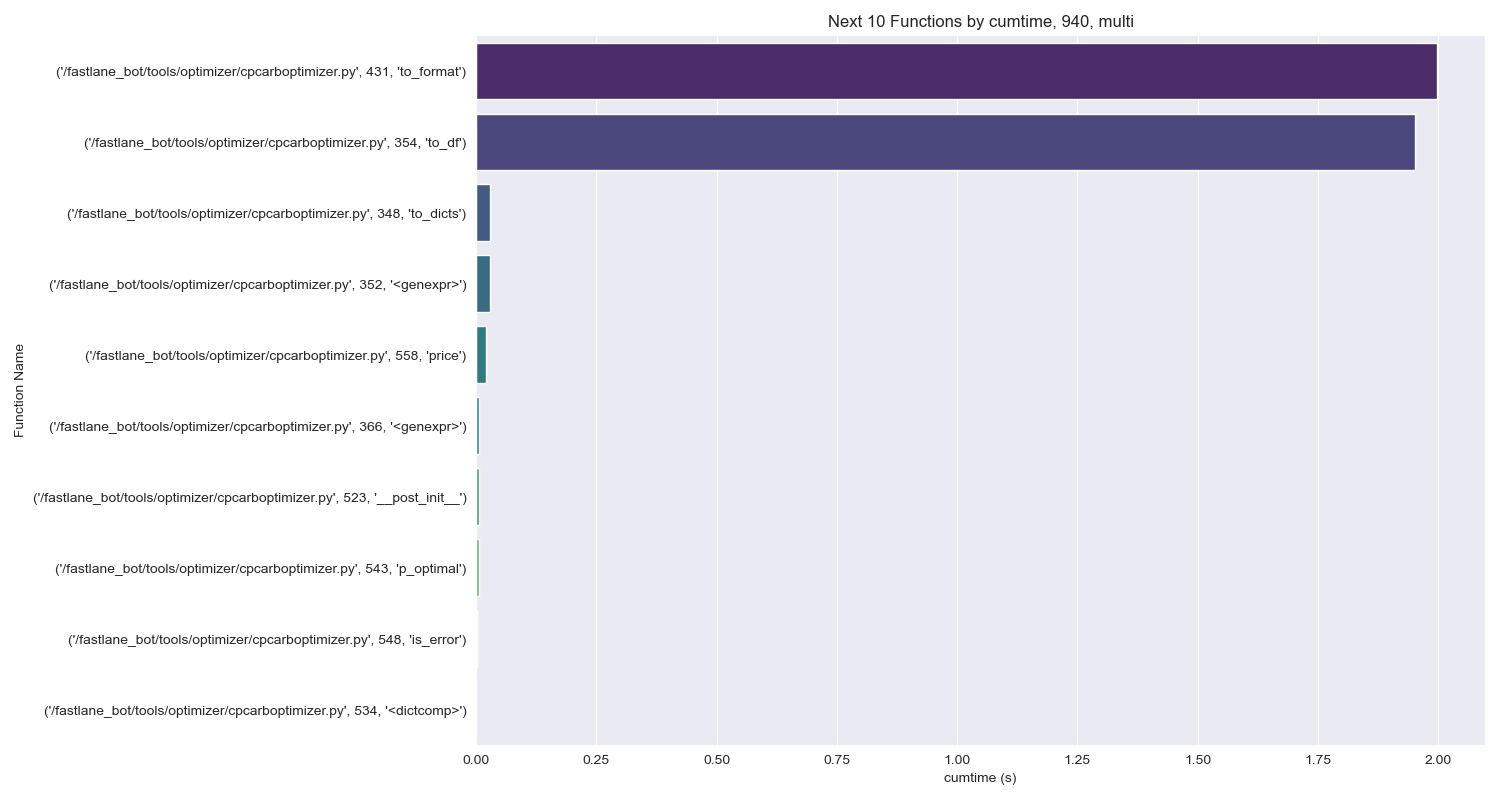 Next 10 Functions by cumtime, 940, multi
('/fastlane_bot/tools/optimizer/cpcarboptimizer.py', 431, 'to_format')
('/fastlane_bot/tools/optimizer/cpcarboptimizer.py', 354, 'to_df')
('/fastlane_bot/tools/optimizer/cpcarboptimizer.py', 348, 'to_dicts')
('/fastlane_bot/tools/optimizer/cpcarboptimizer.py', 352, '<genexpr>')
('/fastlane_bot/tools/optimizer/cpcarboptimizer.py', 558, 'price')
('/fastlane_bot/tools/optimizer/cpcarboptimizer.py', 366, '<genexpr>')
('/fastlane_bot/tools/optimizer/cpcarboptimizer.py', 523, '__post_init__')
('/fastlane_bot/tools/optimizer/cpcarboptimizer.py', 543, 'p_optimal')
('/fastlane_bot/tools/optimizer/cpcarboptimizer.py', 548, 'is_error')
('/fastlane_bot/tools/optimizer/cpcarboptimizer.py', 534, '<dictcomp>')
Function Name
0.00 0.25 0.50 0.75 1.00 1.25 1.50 1.75 2.00
cumtime (s)